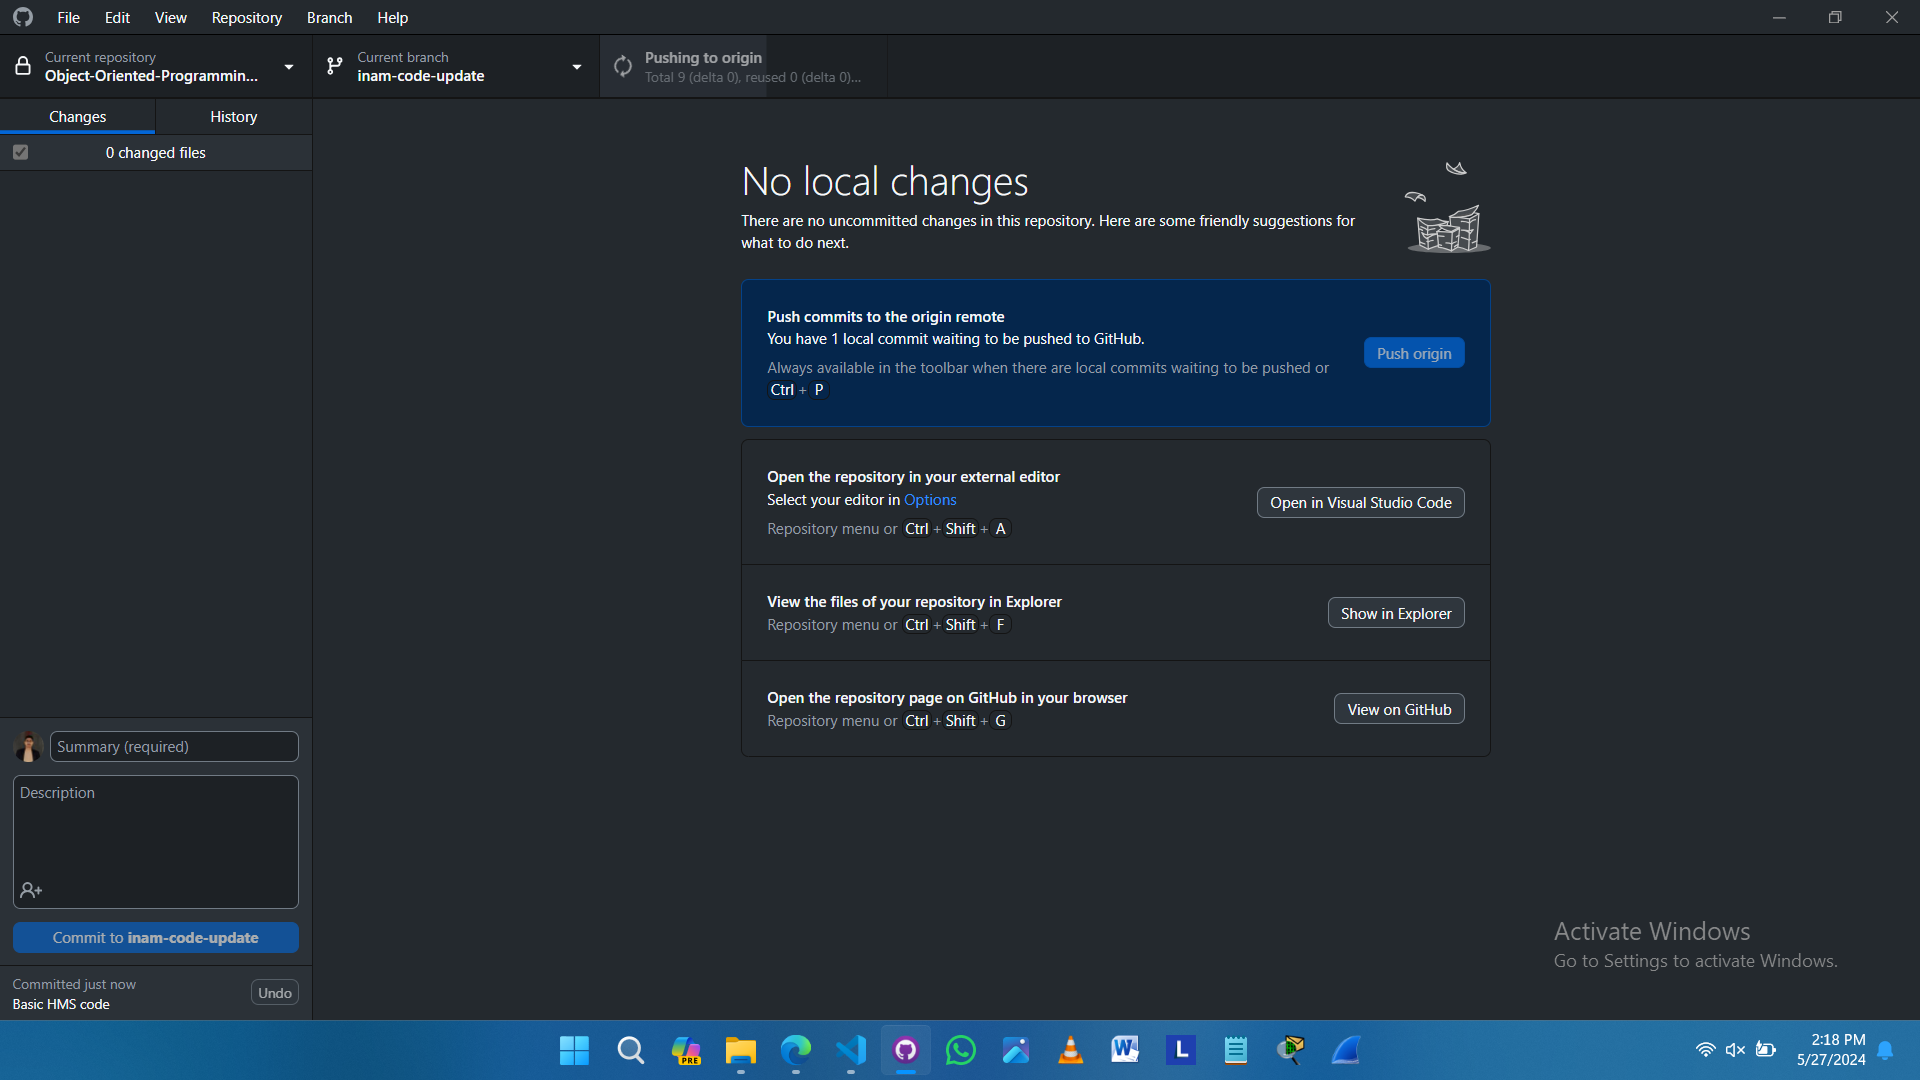 File Edit View Repository Branch Help
Current repository
Object-Oriented-Programmin...
Current branch
inam-code-update
Pushing to origin
Total 9 (delta 0), reused 0 (delta 0)...
Changes
History
0 changed files
No local changes
There are no uncommitted changes in this repository. Here are some friendly suggestions for
what to do next.
Push commits to the origin remote
You have 1 local commit waiting to be pushed to GitHub.
Always available in the toolbar when there are local commits waiting to be pushed or
Ctrl + P
Push origin
Open the repository in your external editor
Select your editor in Options
Repository menu or Ctrl + Shift + A
Open in Visual Studio Code
View the files of your repository in Explorer
Repository menu or Ctrl + Shift + F
Show in Explorer
Open the repository page on GitHub in your browser
Repository menu or Ctrl + Shift + G
View on GitHub
Summary (required)
Description
Commit to inam-code-update
Committed just now
Basic HMS code
Undo
Activate Windows
Go to Settings to activate Windows.
PRE
W
L
2:18 PM
5/27/2024